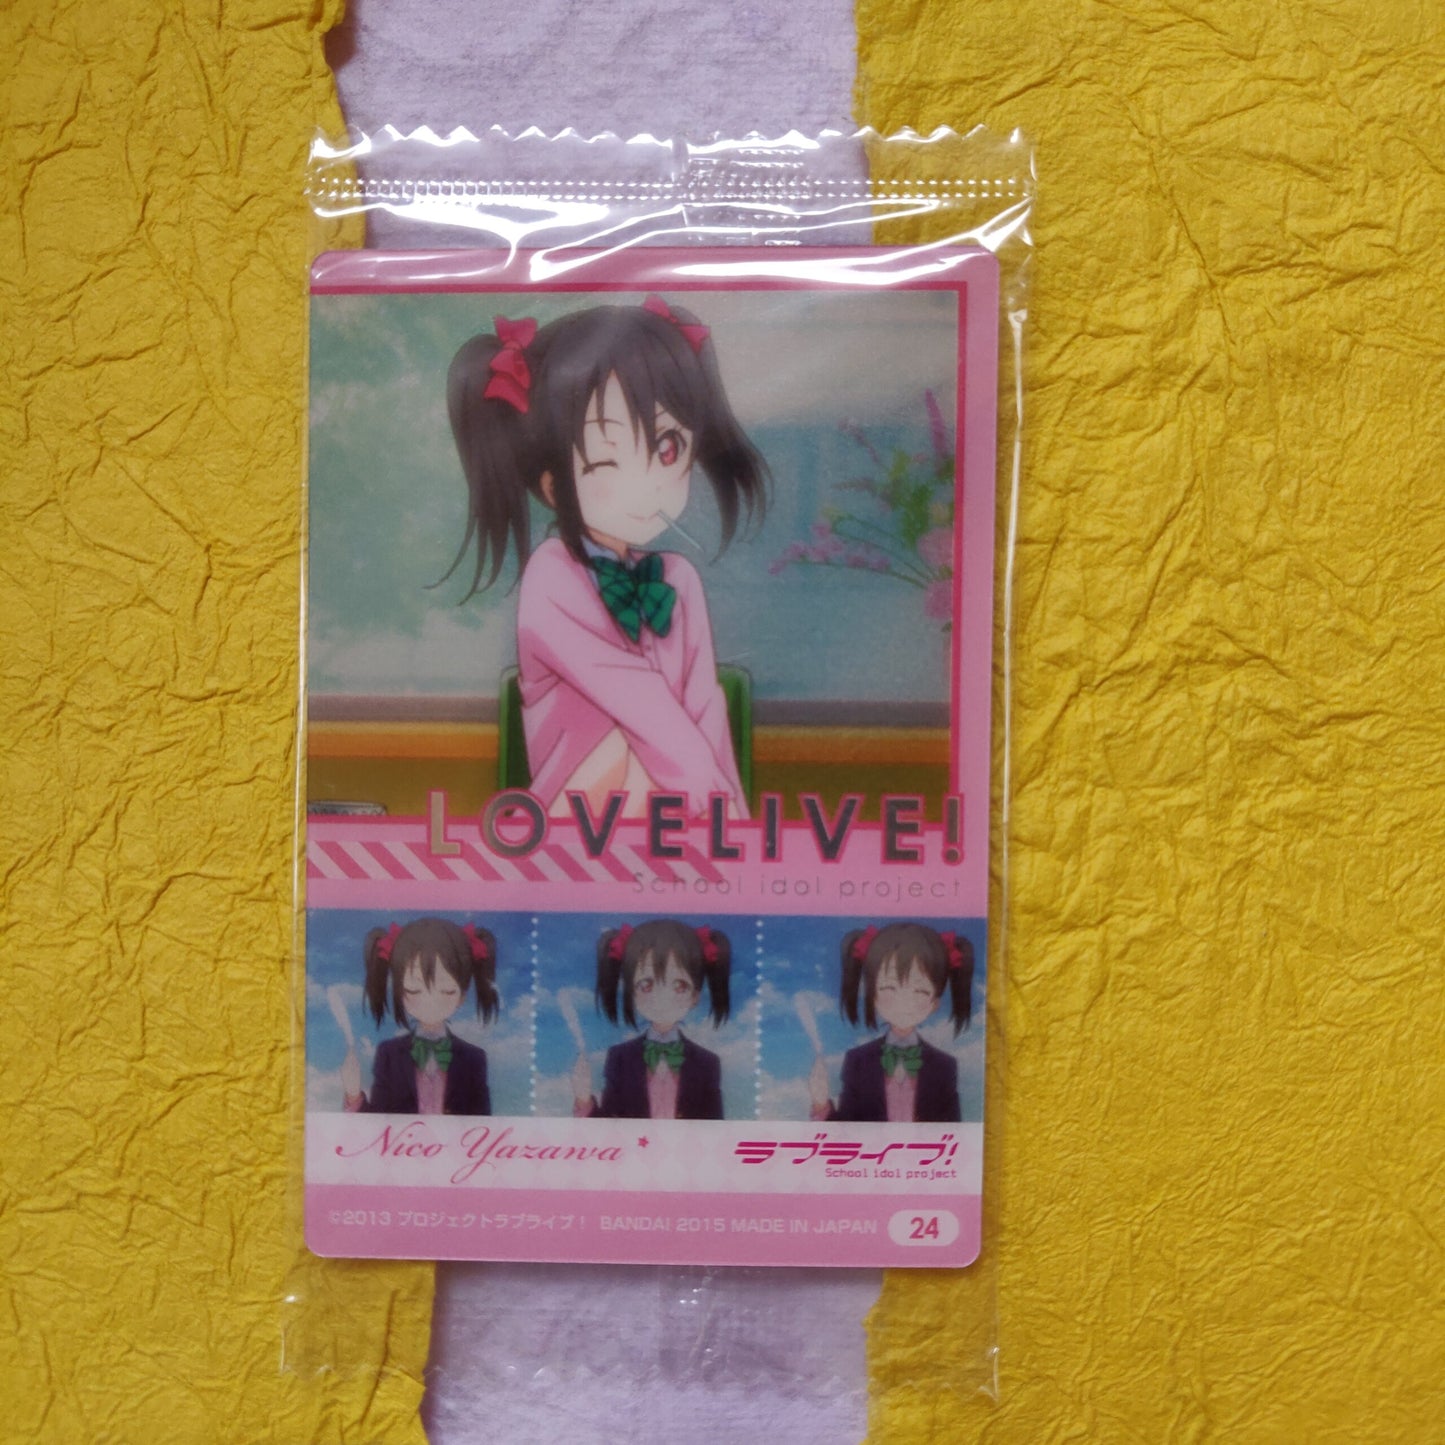 LOVELIVE!
School idol project
Nico Yazawa
ラブライブ!
School idol project
©2013 プロジェクトラブライブ! BANDAI 2015 MADE IN JAPAN 24